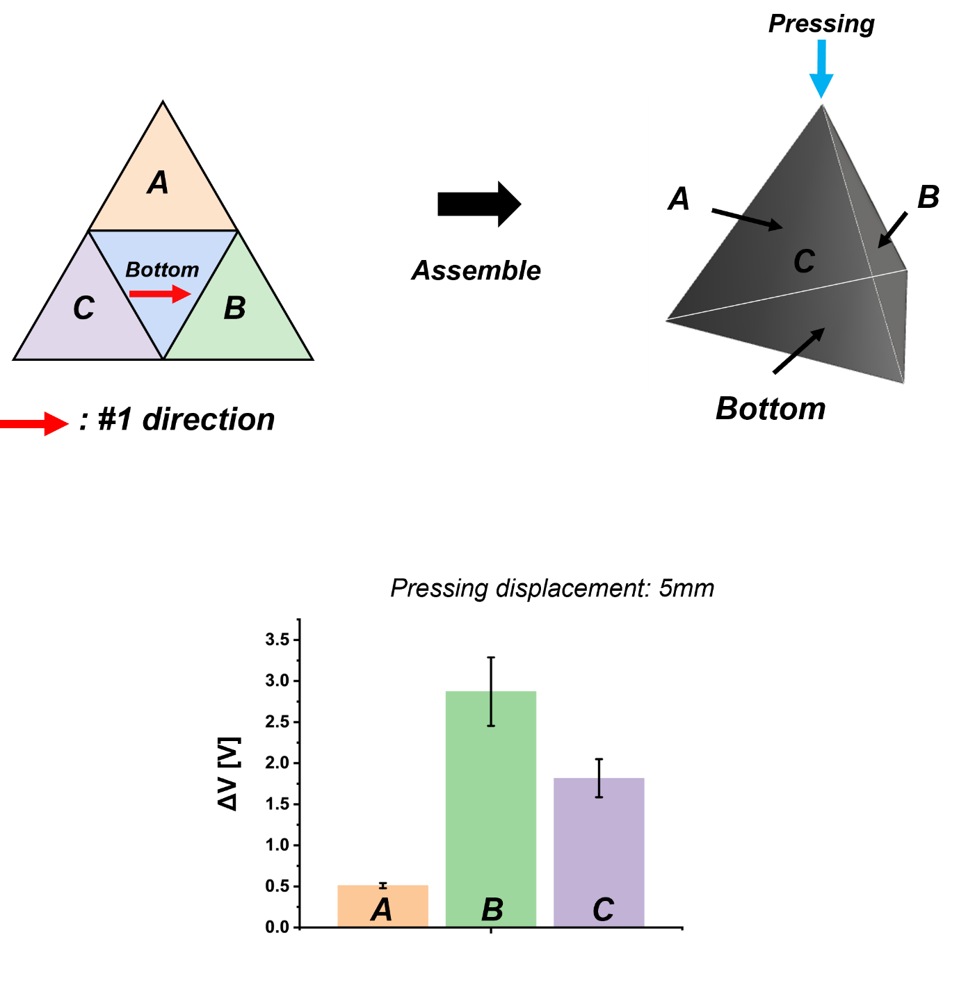 Pressing
A
Bottom
C
B
: #1 direction
Assemble
A
B
C
Bottom
Pressing displacement: 5mm
ΔV [V]
3.5
3.0
2.5
2.0
1.5
1.0
0.5
0.0
A
B
C